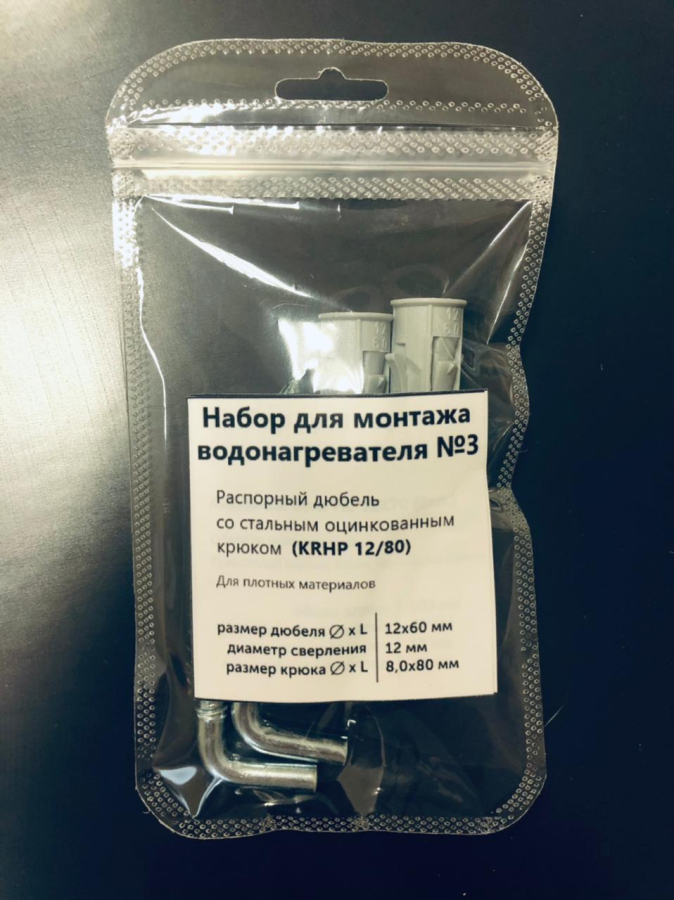 Набор для монтажа
водонагревателя №3
Распорный дюбель
со стальным оцинкованным
крюком (KRHP 12/80)
Для плотных материалов
размер дюбеля ∅ x L | 12x60 мм
диаметр сверления | 12 мм
размер крюка ∅ x L | 8,0x80 мм